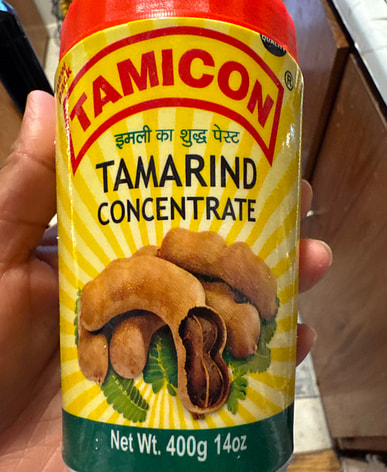 TAMICON®
इमली का शुद्ध पेस्ट
TAMARIND
CONCENTRATE
Net Wt. 400g 14oz